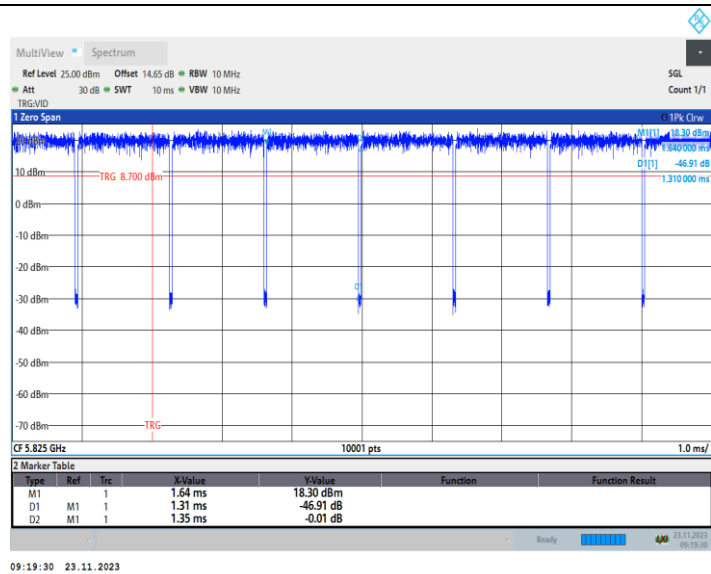 MultiView Spectrum
Ref Level 25.00 dBm Offset 14.65 dB RBW 10 MHz SGL
Att 30 dB SWT 10 ms VBW 10 MHz Count 1/1
TRG:VID
1 Zero Span 1Pk Clrw
M1 M1[1] 18.30 dBm
1.640 000 ms
D1[1] -46.91 dB
1.310 000 ms
10 dBm
TRG 8.700 dBm
0 dBm
-10 dBm
-20 dBm
-30 dBm
-40 dBm
-50 dBm
-60 dBm
-70 dBm
TRG
CF 5.825 GHz 10001 pts 1.0 ms/
2 Marker Table
Type Ref Trc X-Value Y-Value Function Function Result
M1 1 1.64 ms 18.30 dBm
D1 M1 1 1.31 ms -46.91 dB
D2 M1 1 1.35 ms -0.01 dB
Ready 23.11.2023
09:19:30
09:19:30 23.11.2023